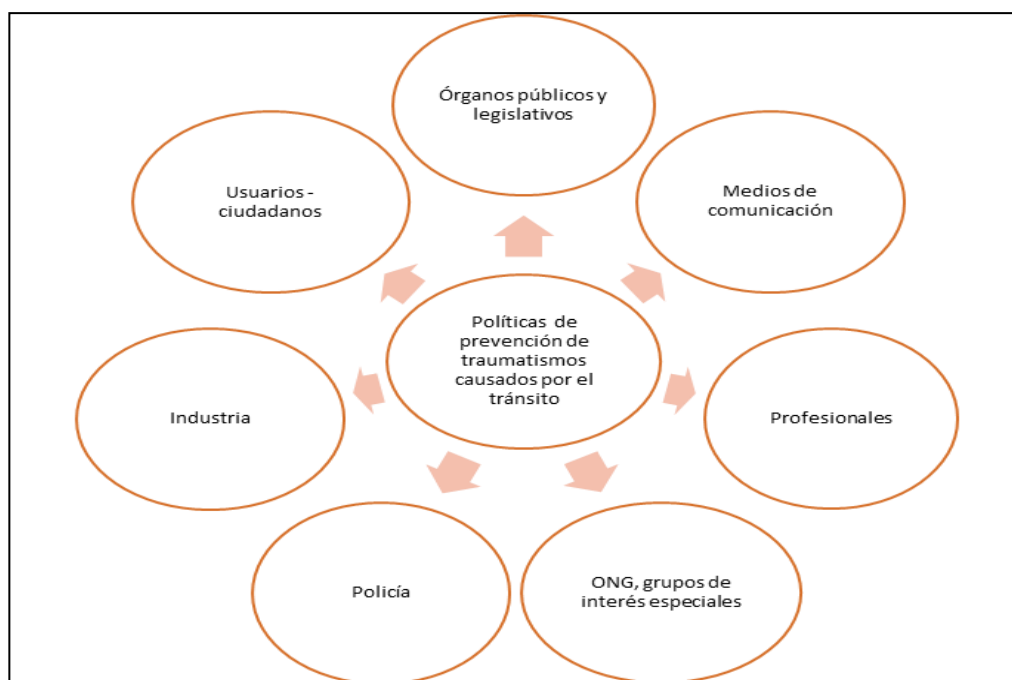 Órganos públicos y
legislativos
Usuarios -
ciudadanos
Medios de
comunicación
Políticas de
prevención de
traumatismos
causados por el
tránsito
Industria
Profesionales
Policía
ONG, grupos de
interés especiales